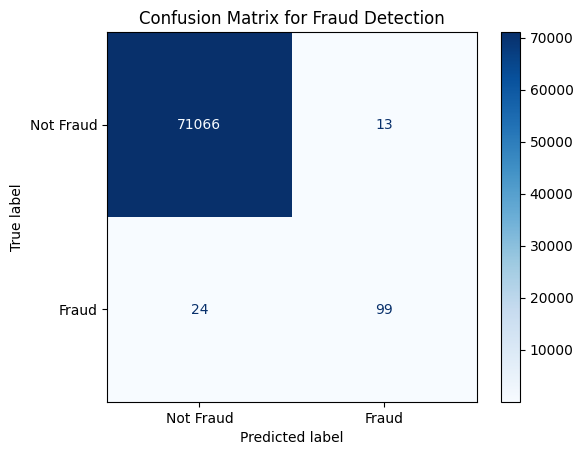 Confusion Matrix for Fraud Detection
True label
Not Fraud
71066
13
Fraud
24
99
Not Fraud
Fraud
Predicted label
70000
60000
50000
40000
30000
20000
10000